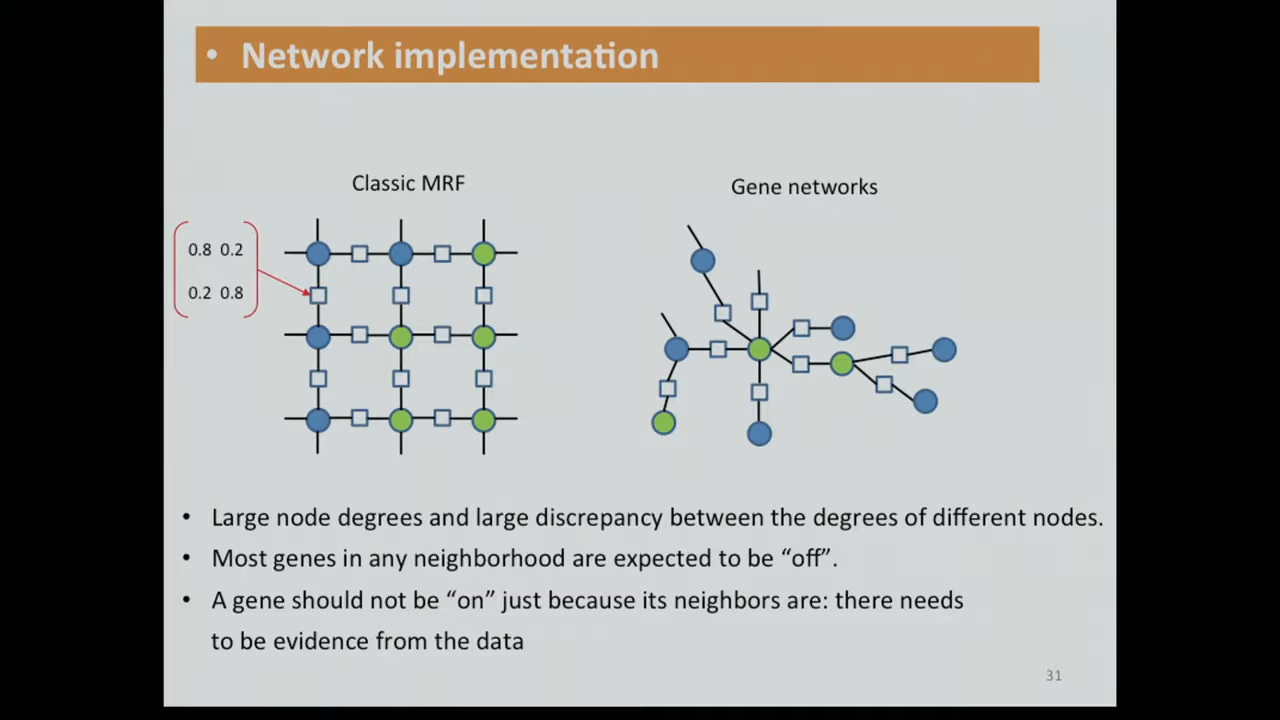 • Network implementation
Classic MRF
Gene networks
0.8 0.2
0.2 0.8
• Large node degrees and large discrepancy between the degrees of different nodes.
• Most genes in any neighborhood are expected to be “off”.
• A gene should not be “on” just because its neighbors are: there needs
to be evidence from the data
31